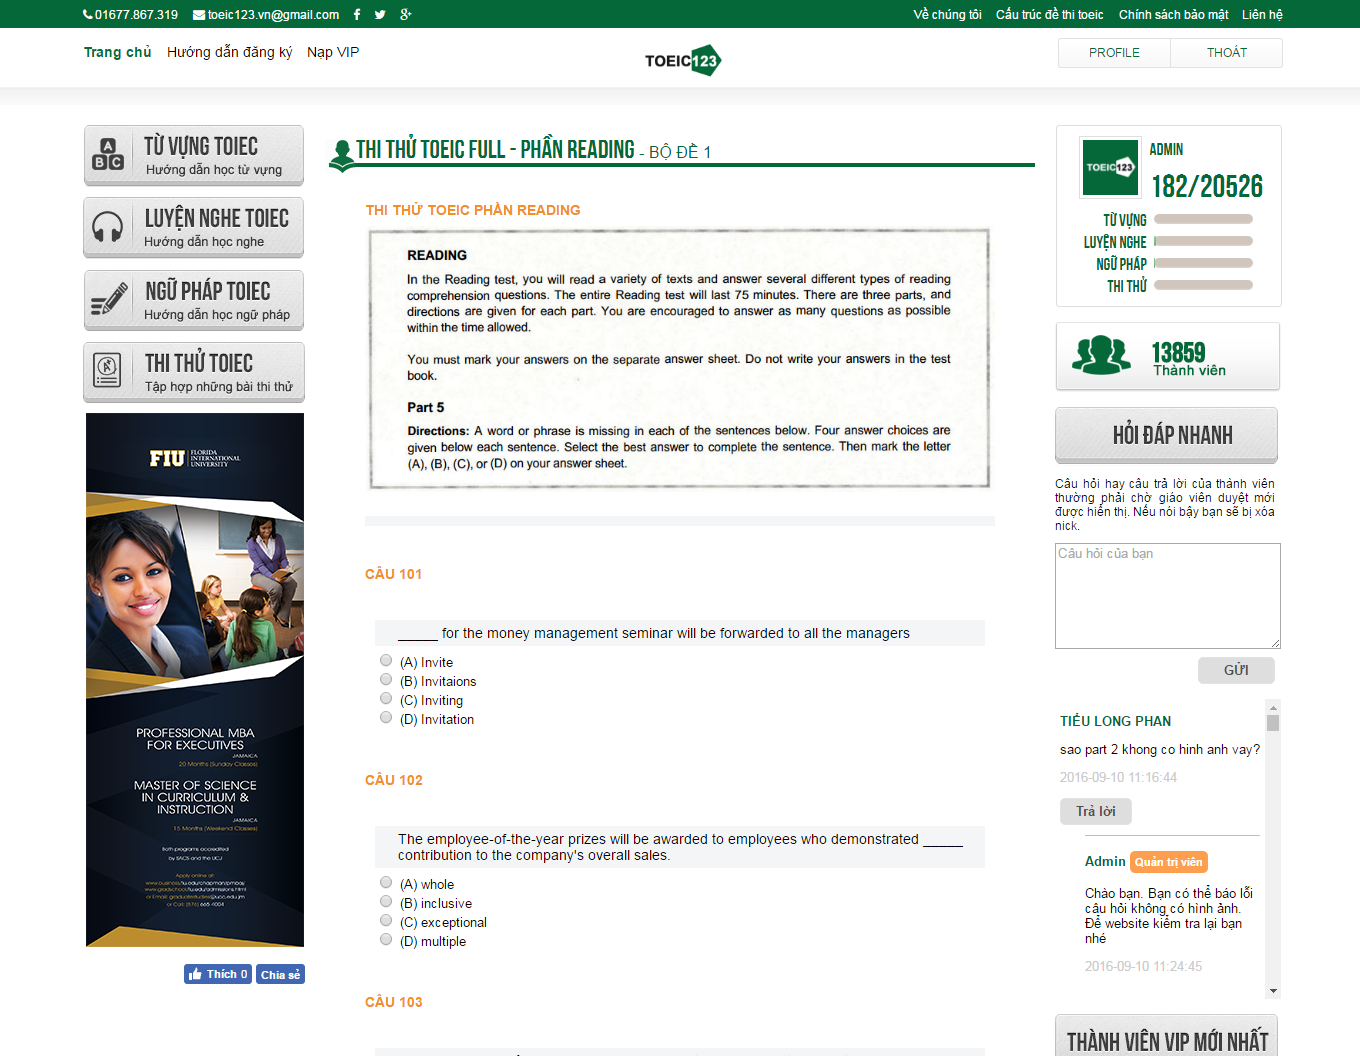 01677.867.319 toeic123.vn@gmail.com
Về chúng tôi Cấu trúc đề thi toeic Chính sách bảo mật Liên hệ
Trang chủ Hướng dẫn đăng ký Nạp VIP
TOEIC123
PROFILE THOÁT
TỪ VỰNG TOIEC
Hướng dẫn học từ vựng
LUYỆN NGHE TOIEC
Hướng dẫn học nghe
NGỮ PHÁP TOIEC
Hướng dẫn học ngữ pháp
THI THỬ TOIEC
Tập hợp những bài thi thử
FIU FLORIDA
INTERNATIONAL
UNIVERSITY
PROFESSIONAL MBA
FOR EXECUTIVES
JAMAICA
20 Months (Sunday Classes)
MASTER OF SCIENCE
IN CURRICULUM &
INSTRUCTION
JAMAICA
15 Months (Weekend Classes)
Both programs accredited
by SACS and the UCJ
Apply online at:
or Call: (876) 665-4004
Thích 0 Chia sẻ
THI THỬ TOEIC FULL - PHẦN READING - BỘ ĐỀ 1
THI THỬ TOEIC PHẦN READING
READING
In the Reading test, you will read a variety of texts and answer several different types of reading
comprehension questions. The entire Reading test will last 75 minutes. There are three parts, and
directions are given for each part. You are encouraged to answer as many questions as possible
within the time allowed.
You must mark your answers on the separate answer sheet. Do not write your answers in the test
book.
Part 5
Directions: A word or phrase is missing in each of the sentences below. Four answer choices are
given below each sentence. Select the best answer to complete the sentence. Then mark the letter
(A), (B), (C), or (D) on your answer sheet.
CÂU 101
_____ for the money management seminar will be forwarded to all the managers
(A) Invite
(B) Invitaions
(C) Inviting
(D) Invitation
CÂU 102
The employee-of-the-year prizes will be awarded to employees who demonstrated _____
contribution to the company's overall sales.
(A) whole
(B) inclusive
(C) exceptional
(D) multiple
CÂU 103
TOEIC123
ADMIN
182/20526
TỪ VỰNG
LUYỆN NGHE
NGỮ PHÁP
THI THỬ
13859
Thành viên
HỎI ĐÁP NHANH
Câu hỏi hay câu trả lời của thành viên
thường phải chờ giáo viên duyệt mới
được hiển thị. Nếu nói bậy bạn sẽ bị xóa
nick.
Câu hỏi của bạn
GỬI
TIỂU LONG PHAN
sao part 2 khong co hinh anh vay?
2016-09-10 11:16:44
Trả lời
Admin Quản trị viên
Chào bạn. Bạn có thể báo lỗi
câu hỏi không có hình ảnh.
Để website kiểm tra lại bạn
nhé
2016-09-10 11:24:45
THÀNH VIÊN VIP MỚI NHẤT